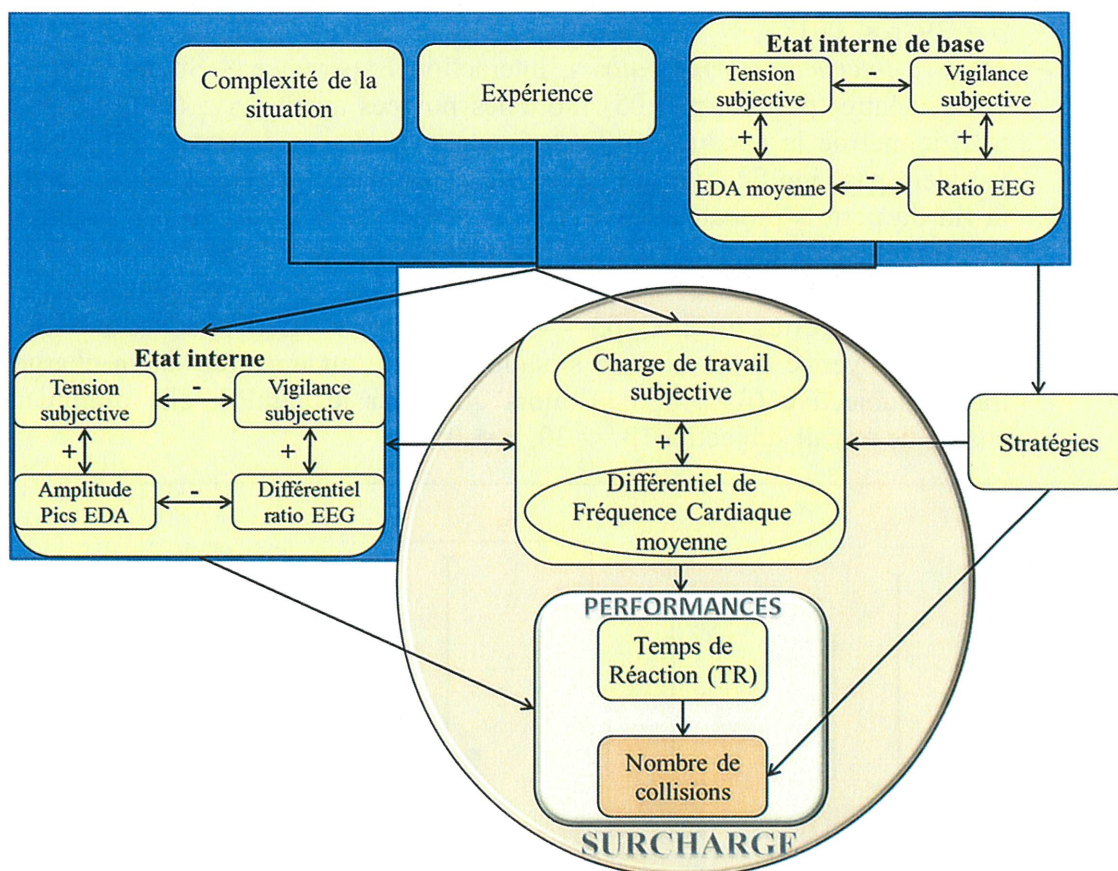 Complexité de la
situation
Expérience
Etat interne de base
Tension
subjective
-
Vigilance
subjective
+
+
EDA moyenne
-
Ratio EEG
Etat interne
Tension
subjective
-
Vigilance
subjective
+
+
Amplitude
Pics EDA
-
Différentiel
ratio EEG
Charge de travail
subjective
+
Différentiel de
Fréquence Cardiaque
moyenne
Stratégies
PERFORMANCES
Temps de
Réaction (TR)
Nombre de
collisions
SURCHARGE